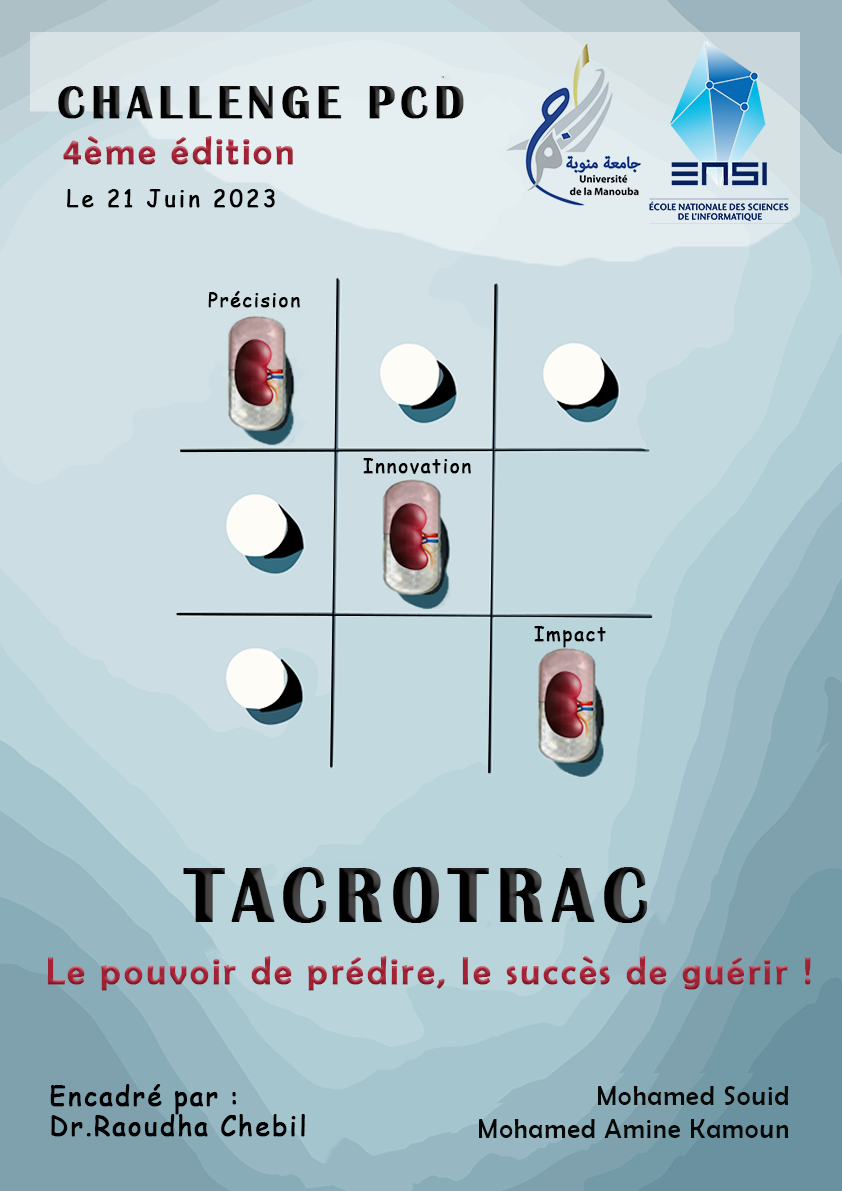 CHALLENGE PCD
4ème édition
Le 21 Juin 2023
جامعة منوبة
Université
de la Manouba
ENSI
ÉCOLE NATIONALE DES SCIENCES
DE L'INFORMATIQUE
Précision
Innovation
Impact
TACROTRAC
Le pouvoir de prédire, le succès de guérir !
Encadré par :
Dr.Raoudha Chebil
Mohamed Souid
Mohamed Amine Kamoun